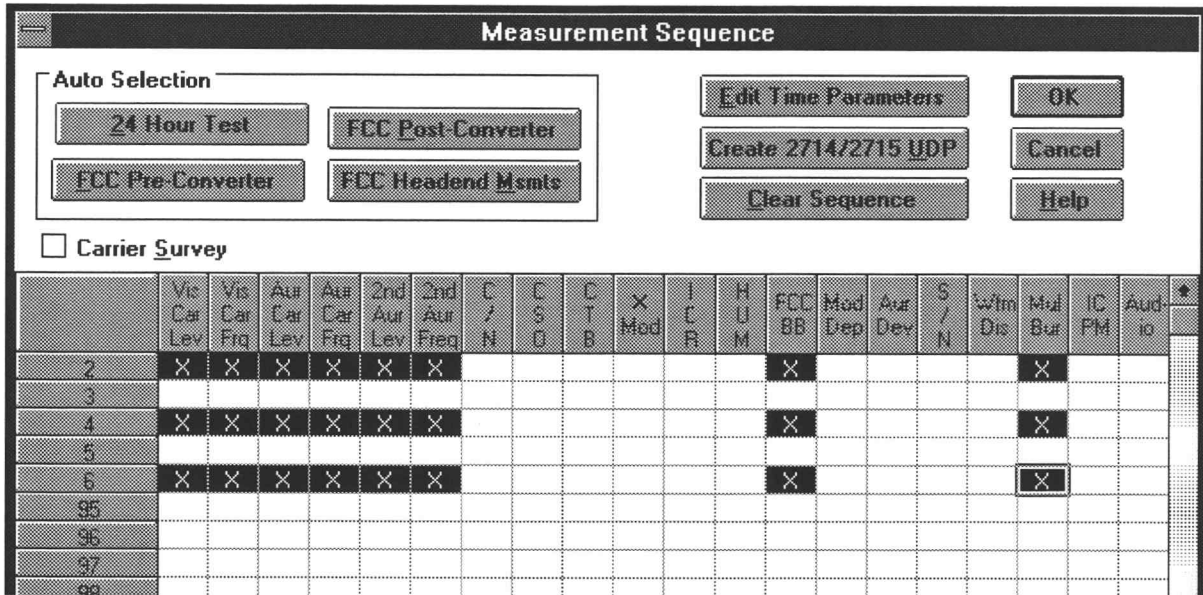 Measurement Sequence
Auto Selection
24 Hour Test
FCC Post-Converter
FCC Pre-Converter
FCC Headend Msmts
Edit Time Parameters
OK
Create 2714/2715 UDP
Cancel
Clear Sequence
Help
Carrier Survey
Vis Car Lev
Vis Car Frq
Aur Car Lev
Aur Car Frq
2nd Aur Lev
2nd Aur Freq
C / N
C S O
C T B
X Mod
I C R
H U M
FCC BB
Mod Dep
Aur Dev
S / N
Wfm Dis
Mul Bur
IC PM
Aud-io
2 X X X X X X X X
3
4 X X X X X X X X
5
6 X X X X X X X X
95
96
97
98